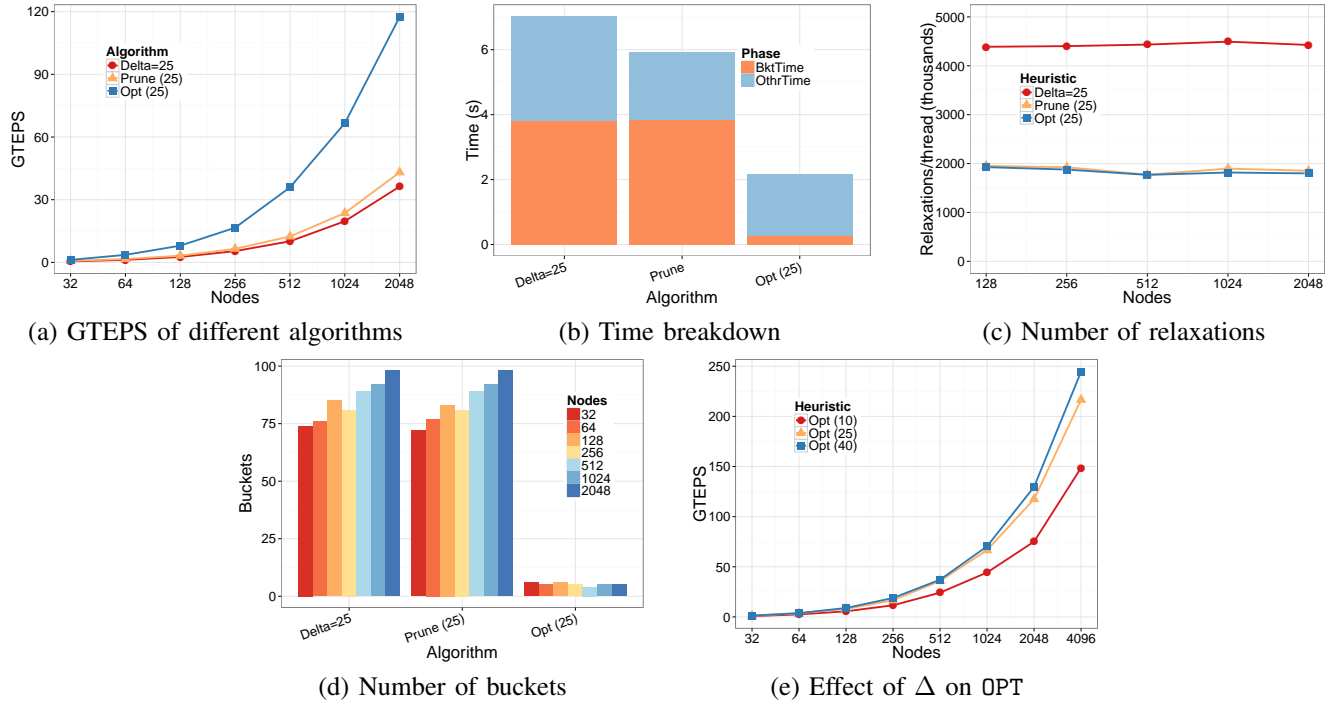 120
90
60
30
0
GTEPS
Algorithm
Delta=25
Prune (25)
Opt (25)
32 64 128 256 512 1024 2048
Nodes
(a) GTEPS of different algorithms
6
4
2
0
Time (s)
Phase
BktTime
OthrTime
Delta=25 Prune Opt (25)
Algorithm
(b) Time breakdown
5000
4000
3000
2000
1000
0
Relaxations/thread (thousands)
Heuristic
Delta=25
Prune (25)
Opt (25)
128 256 512 1024 2048
Nodes
(c) Number of relaxations
100
75
50
25
0
Buckets
Nodes
32
64
128
256
512
1024
2048
Delta=25 Prune (25) Opt (25)
Algorithm
(d) Number of buckets
250
200
150
100
50
0
GTEPS
Heuristic
Opt (10)
Opt (25)
Opt (40)
32 64 128 256 512 1024 2048 4096
Nodes
(e) Effect of Δ on OPT